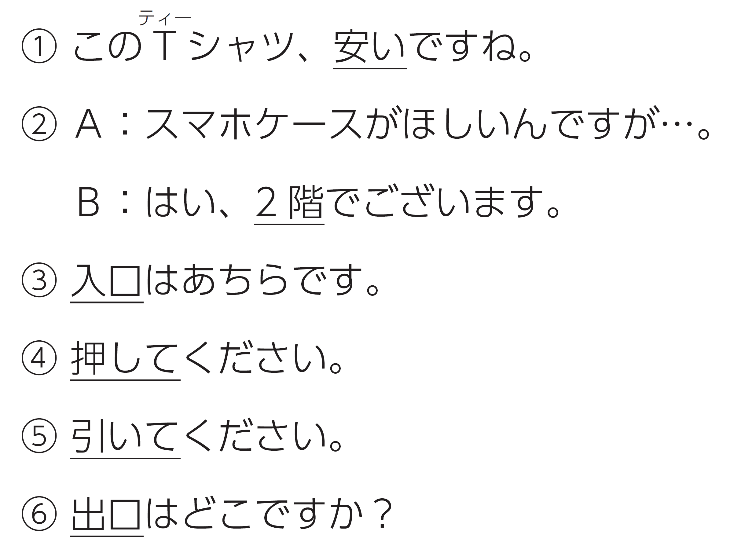 ティー
① このTシャツ、安いですね。
② A：スマホケースがほしいんですが…。
B：はい、2階でございます。
③ 入口はあちらです。
④ 押してください。
⑤ 引いてください。
⑥ 出口はどこですか？